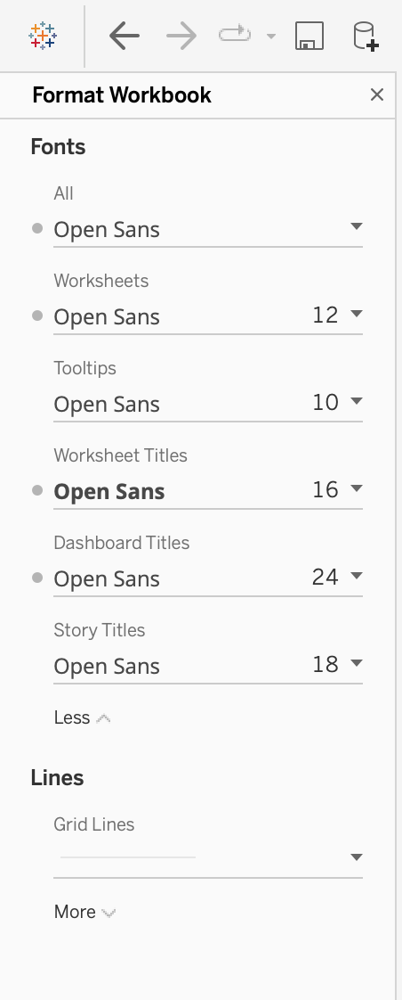 Format Workbook
Fonts
All
Open Sans
Worksheets
Open Sans 12
Tooltips
Open Sans 10
Worksheet Titles
Open Sans 16
Dashboard Titles
Open Sans 24
Story Titles
Open Sans 18
Less
Lines
Grid Lines
More